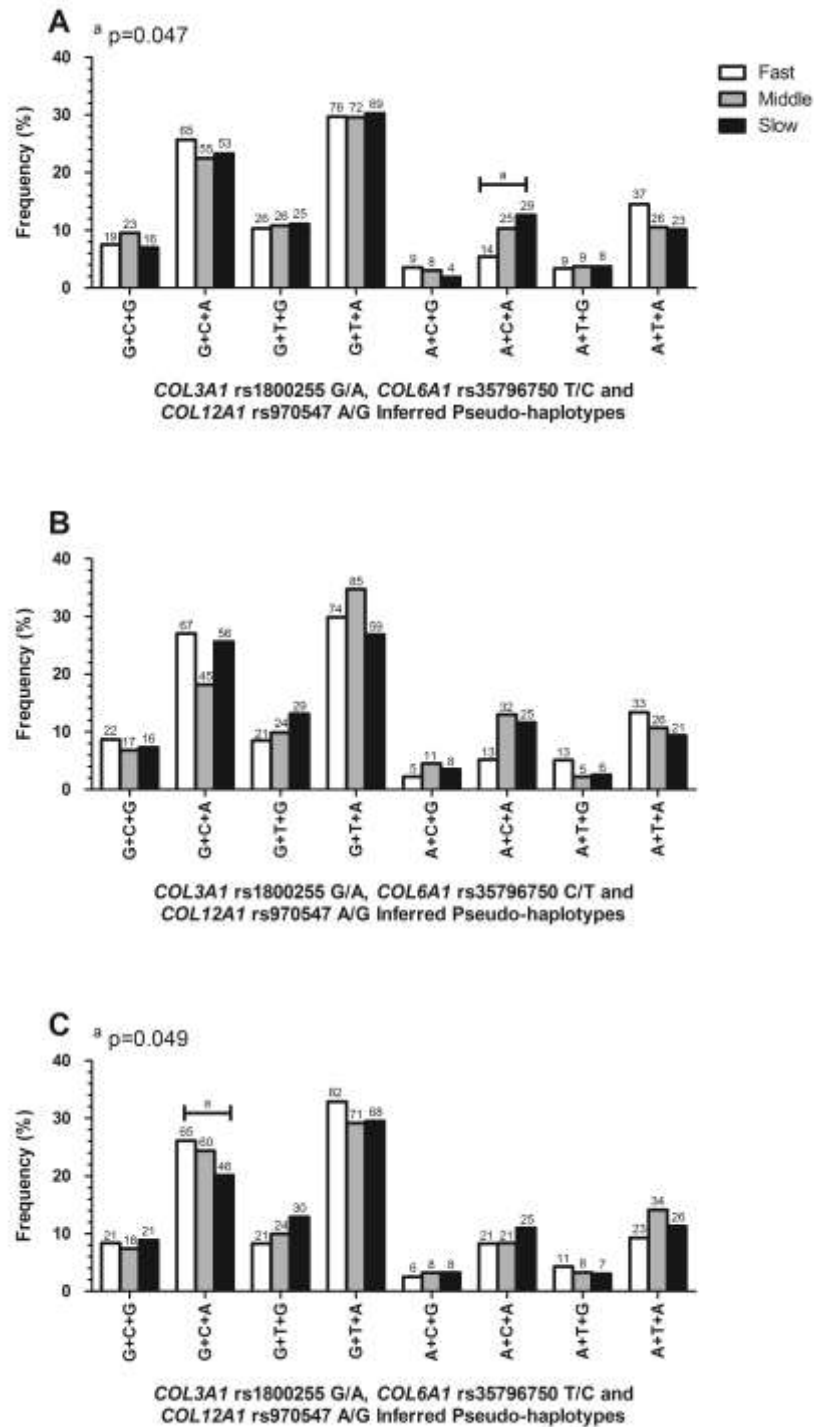 A
a p=0.047
Fast
Middle
Slow
Frequency (%)
40
30
20
10
0
19 23 16
65 55 53
26 26 25
76 72
9 8 4
a
14 25 29
9 9 8
37 26 23
G+C+G
G+C+A
G+T+G
G+T+A
A+C+G
A+C+A
A+T+G
A+T+A
COL3A1 rs1800255 G/A, COL6A1 rs35796750 T/C and
COL12A1 rs970547 A/G Inferred Pseudo-haplotypes
B
Frequency (%)
40
30
20
10
0
22 17 16
67 45 56
21 24 29
74 85
5 11 8
13 32 25
13 5 6
33 26 21
G+C+G
G+C+A
G+T+G
G+T+A
A+C+G
A+C+A
A+T+G
A+T+A
COL3A1 rs1800255 G/A, COL6A1 rs35796750 C/T and
COL12A1 rs970547 A/G Inferred Pseudo-haplotypes
C
a p=0.049
Frequency (%)
40
30
20
10
0
21 18 21
a
65 60 46
21 24 30
82 71 68
6 8 8
21 21 25
11 8 7
23 34 26
G+C+G
G+C+A
G+T+G
G+T+A
A+C+G
A+C+A
A+T+G
A+T+A
COL3A1 rs1800255 G/A, COL6A1 rs35796750 T/C and
COL12A1 rs970547 A/G Inferred Pseudo-haplotypes